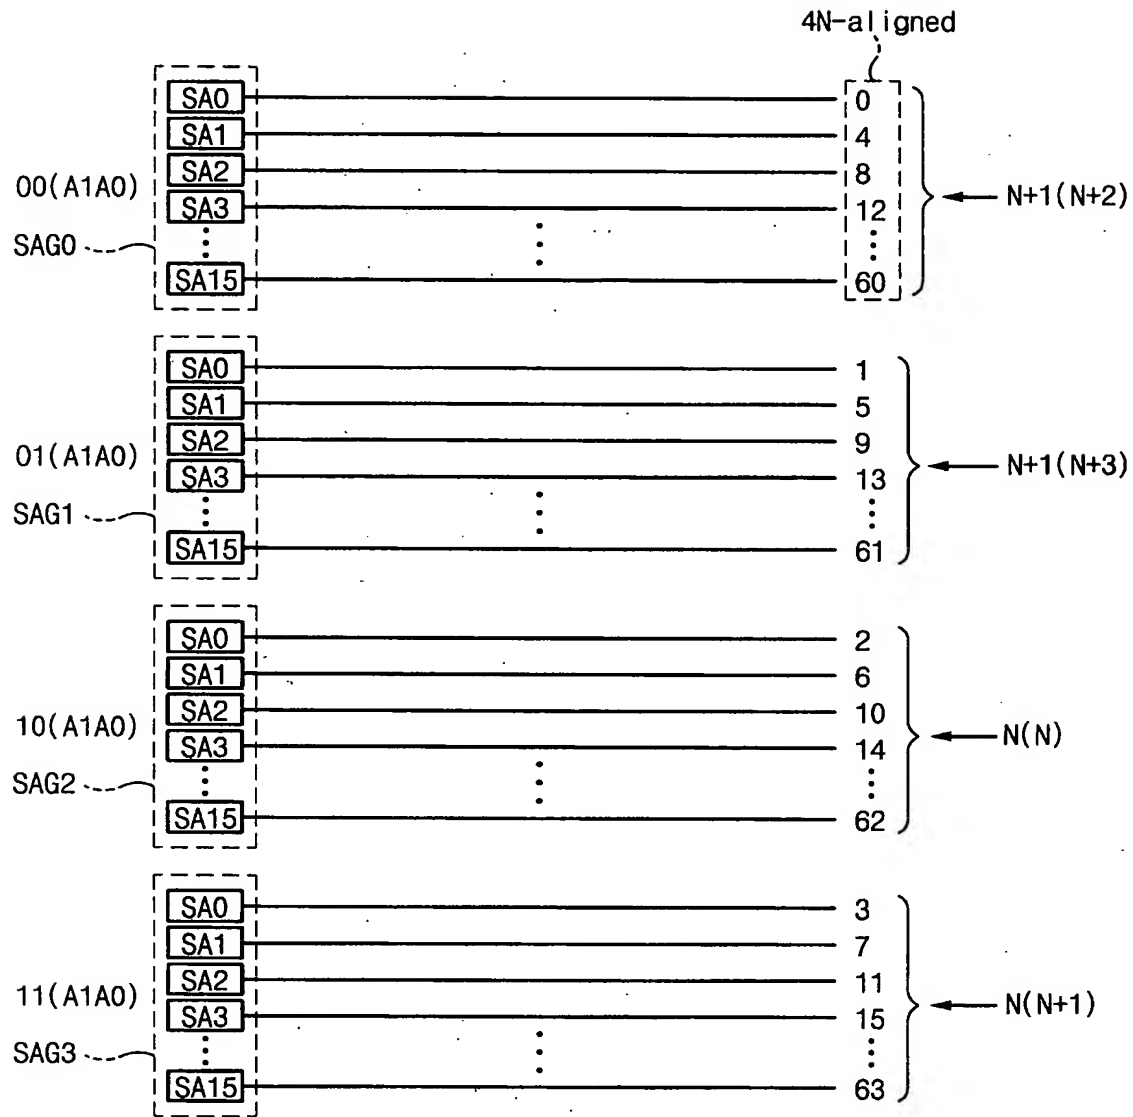 4N-aligned
SA0 0
SA1 4
SA2 8
00(A1A0)
SA3 12
N+1(N+2)
SAG0
SA15 60
SA0 1
SA1 5
SA2 9
01(A1A0)
SA3 13
N+1(N+3)
SAG1
SA15 61
SA0 2
SA1 6
SA2 10
10(A1A0)
SA3 14
N(N)
SAG2
SA15 62
SA0 3
SA1 7
SA2 11
11(A1A0)
SA3 15
N(N+1)
SAG3
SA15 63